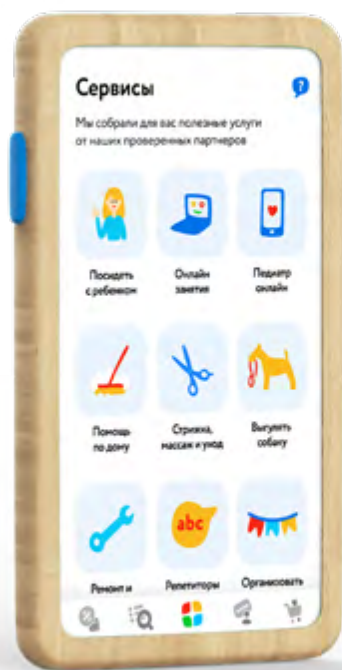 Сервисы
?
Мы собрали для вас полезные услуги
от наших проверенных партнеров
Посидеть
с ребенком
Онлайн
занятия
Педиатр
онлайн
Помощь
по дому
Стрижка,
массаж и уход
Выгулять
собаку
abc
Ремонт и
Репетиторы
Организовать